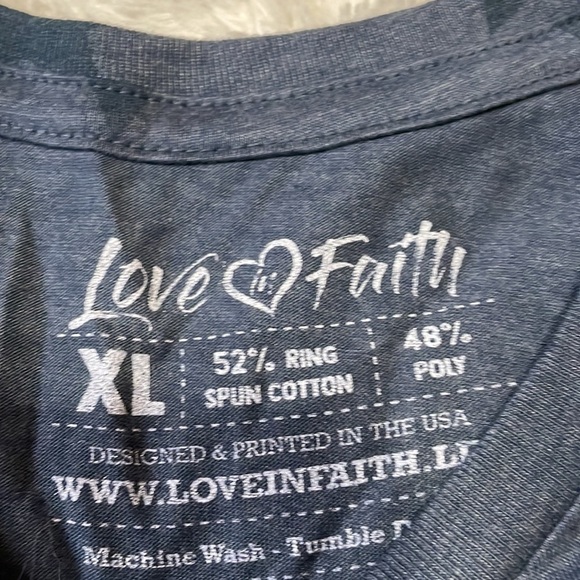 Love in Faith
XL
52% RING
SPUN COTTON
48%
POLY
DESIGNED & PRINTED IN THE USA
WWW.LOVEINFAITH.L
Machine Wash - Tumble